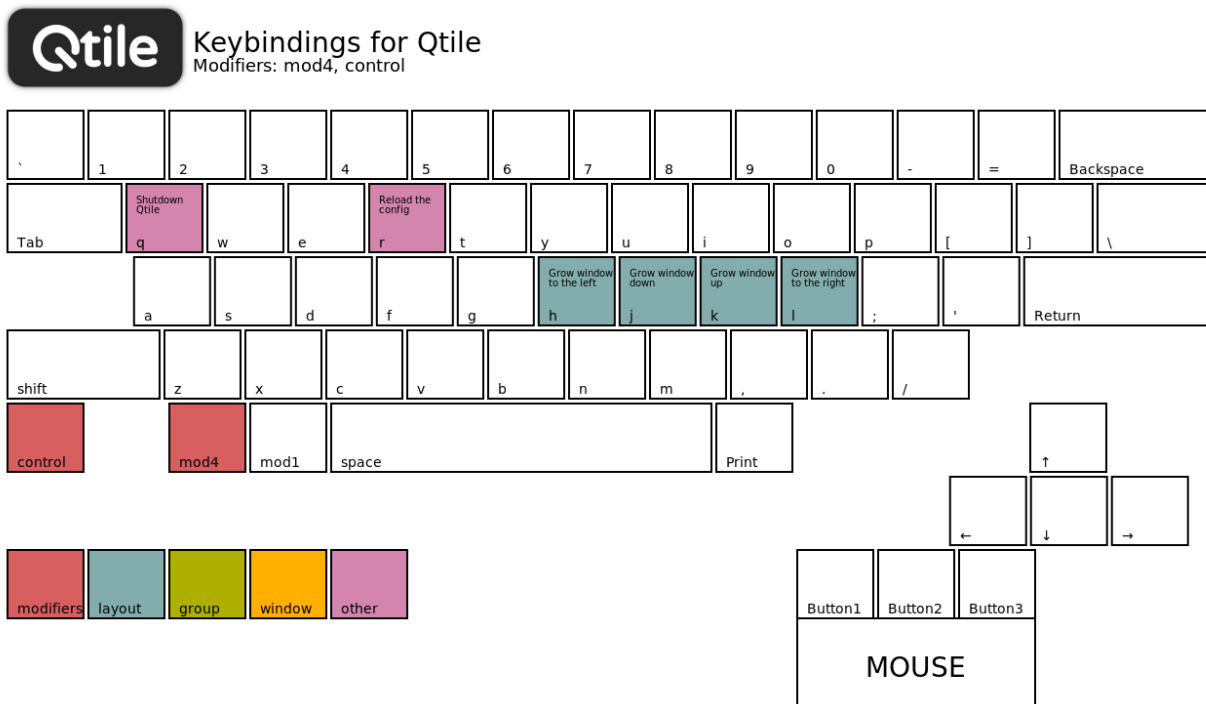 Qtile
Keybindings for Qtile
Modifiers: mod4, control
` 1 2 3 4 5 6 7 8 9 0 - = Backspace
Shutdown Reload the
Qtile config
Tab q w e r t y u i o p [ ] \
Grow window Grow window Grow window Grow window
to the left down up to the right
a s d f g h j k l ; ' Return
shift z x c v b n m , . /
control mod4 mod1 space Print ↑
← ↓ →
modifiers layout group window other Button1 Button2 Button3
MOUSE